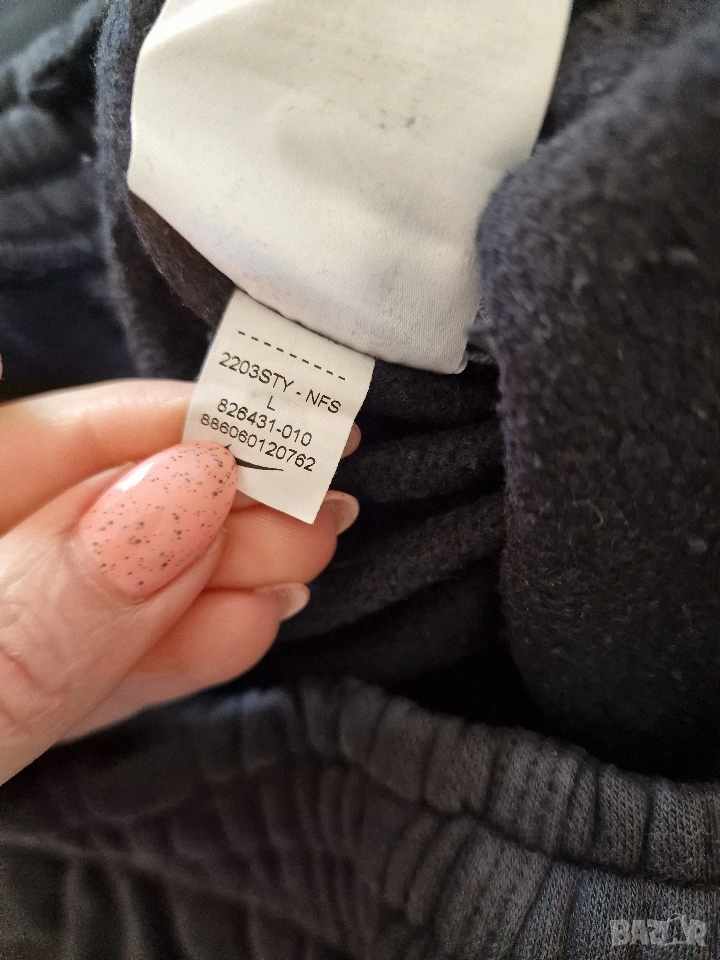 2203STY - NFS
L
826431-010
886060120762
BAZAR